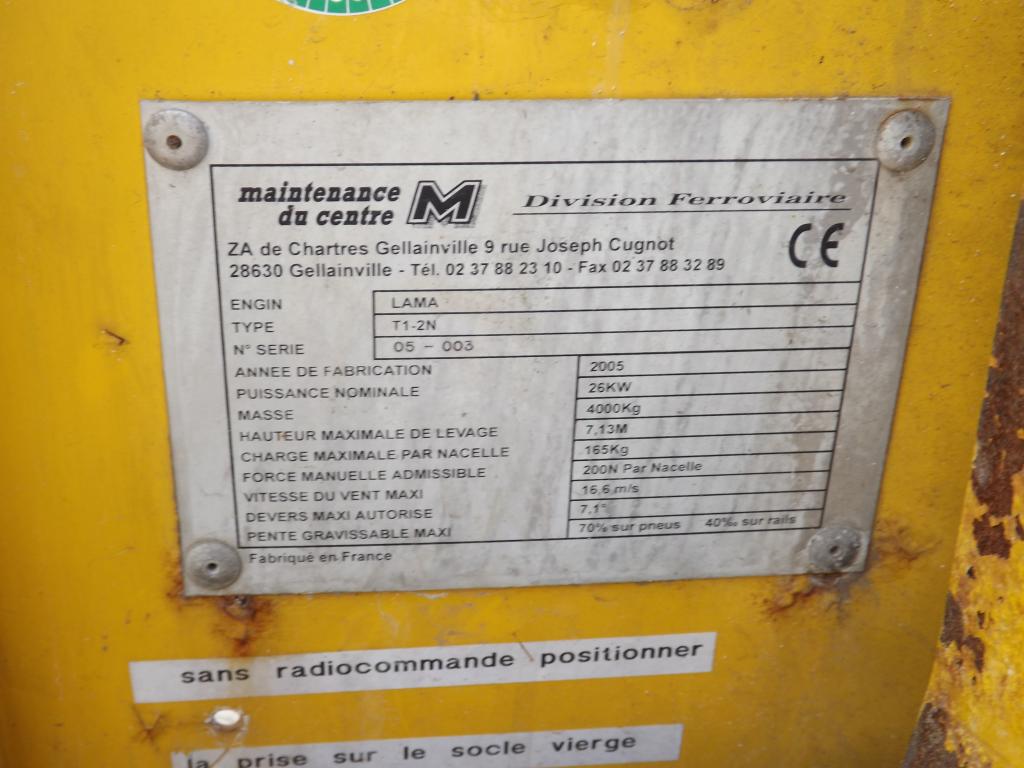 maintenance M Division Ferroviaire
du centre
CE
ZA de Chartres Gellainville 9 rue Joseph Cugnot
28630 Gellainville - Tél. 02 37 88 23 10 - Fax 02 37 88 32 89
ENGIN LAMA
TYPE T1-2N
N° SERIE 05 - 003
ANNEE DE FABRICATION 2005
PUISSANCE NOMINALE 26KW
MASSE 4000Kg
HAUTEUR MAXIMALE DE LEVAGE 7,13M
CHARGE MAXIMALE PAR NACELLE 165Kg
FORCE MANUELLE ADMISSIBLE 200N Par Nacelle
VITESSE DU VENT MAXI 16,6 m/s
DEVERS MAXI AUTORISE 7,1°
PENTE GRAVISSABLE MAXI 70% sur pneus 40‰ sur rails
Fabriqué en France
sans radiocommande positionner
la prise sur le socle vierge